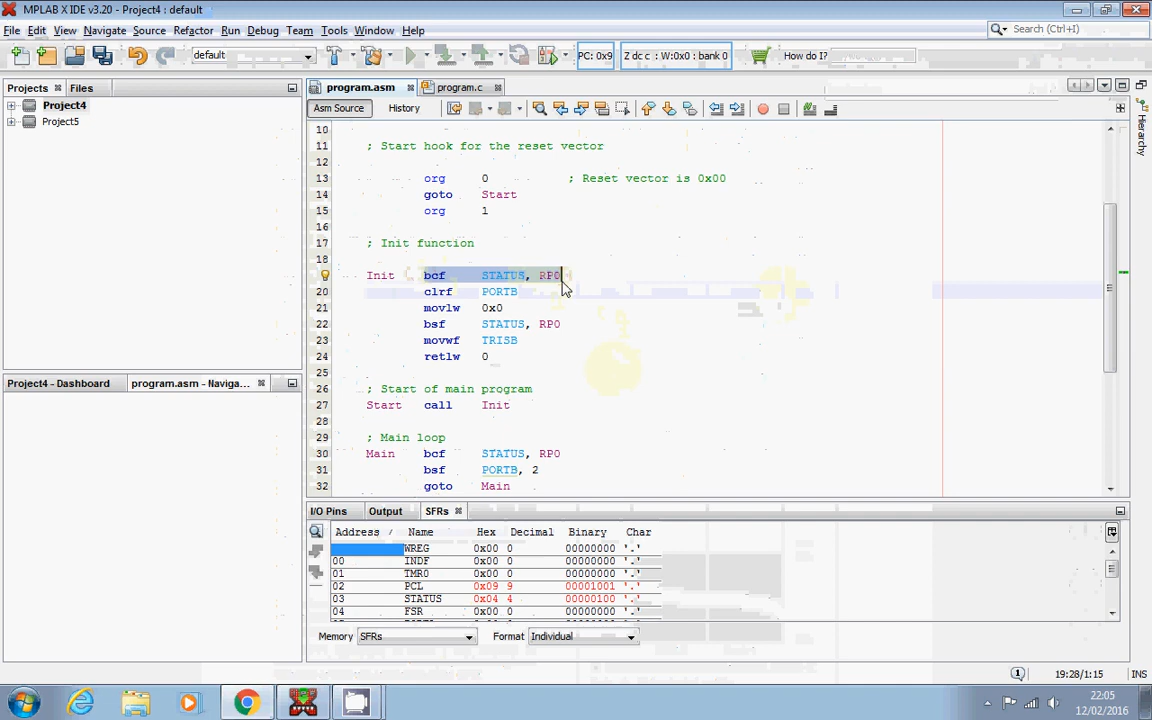 MPLAB X IDE v3.20 - Project4 : default
File Edit View Navigate Source Refactor Run Debug Team Tools Window Help
Search (Ctrl+I)
default
PC: 0x9
Z dc c : W:0x0 : bank 0
How do I?
Projects
Files
Project4
Project5
program.asm
program.c
Asm Source
History
10
11 ; Start hook for the reset vector
12
13 org 0 ; Reset vector is 0x00
14 goto Start
15 org 1
16
17 ; Init function
18
Init bcf STATUS, RP0
20 clrf PORTB
21 movlw 0x0
22 bsf STATUS, RP0
23 movwf TRISB
24 retlw 0
25
26 ; Start of main program
27 Start call Init
28
29 ; Main loop
30 Main bcf STATUS, RP0
31 bsf PORTB, 2
32 goto Main
Hierarchy
Project4 - Dashboard
program.asm - Naviga...
I/O Pins
Output
SFRs
Address / Name Hex Decimal Binary Char
WREG 0x00 0 00000000 '.'
00 INDF 0x00 0 00000000 '.'
01 TMR0 0x00 0 00000000 '.'
02 PCL 0x09 9 00001001 '.'
03 STATUS 0x04 4 00000100 '.'
04 FSR 0x00 0 00000000 '.'
Memory SFRs
Format Individual
19:28/1:15
INS
22:05
12/02/2016